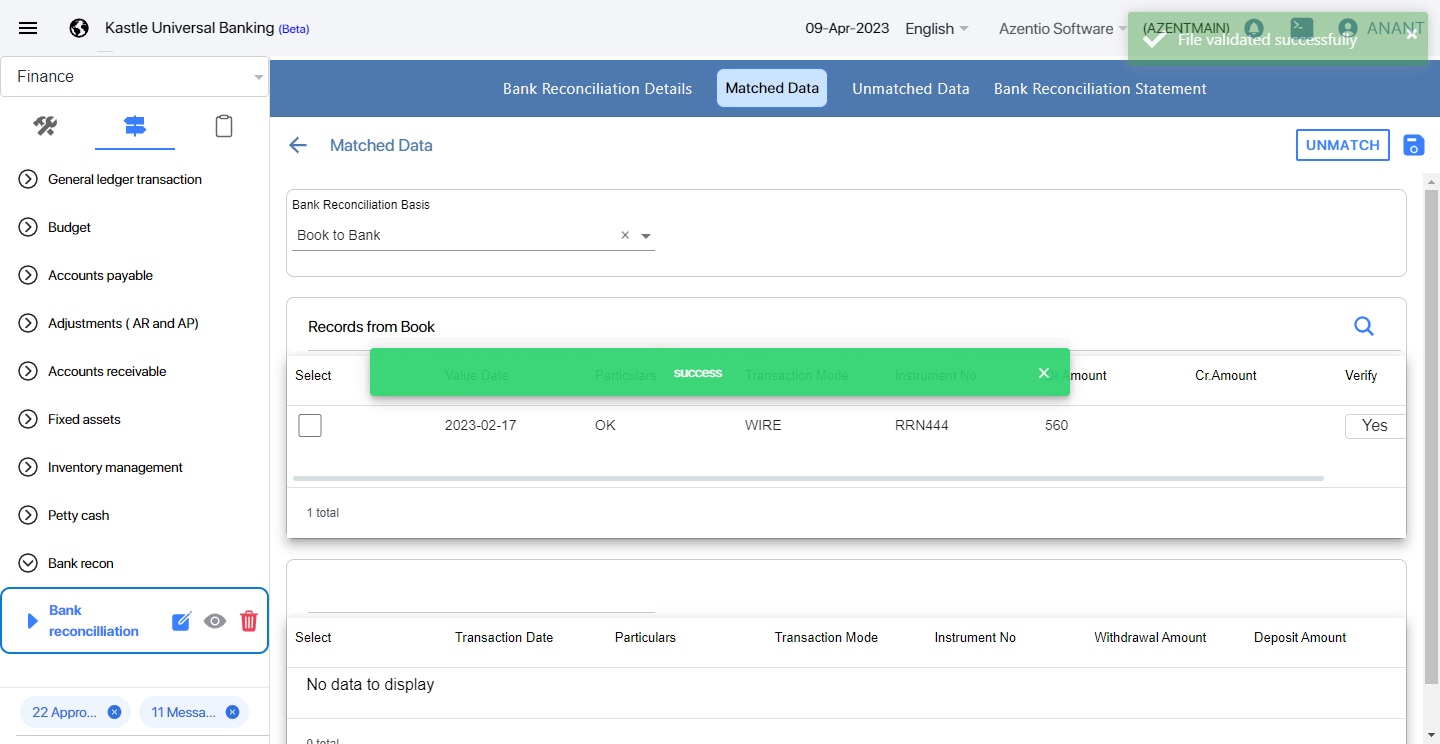 Kastle Universal Banking (Beta)
09-Apr-2023
English
Azentio Software
(AZENTMAIN)
ANANT
File validated successfully
Finance
Bank Reconciliation Details
Matched Data
Unmatched Data
Bank Reconciliation Statement
Matched Data
UNMATCH
General ledger transaction
Budget
Accounts payable
Adjustments ( AR and AP)
Accounts receivable
Fixed assets
Inventory management
Petty cash
Bank recon
Bank
reconcilliation
22 Appro...
11 Messa...
Bank Reconciliation Basis
Book to Bank
Records from Book
success
Select Value Date Particulars Transaction Mode Instrument No Amount Cr.Amount Verify
2023-02-17 OK WIRE RRN444 560 Yes
1 total
Select Transaction Date Particulars Transaction Mode Instrument No Withdrawal Amount Deposit Amount
No data to display
0 total